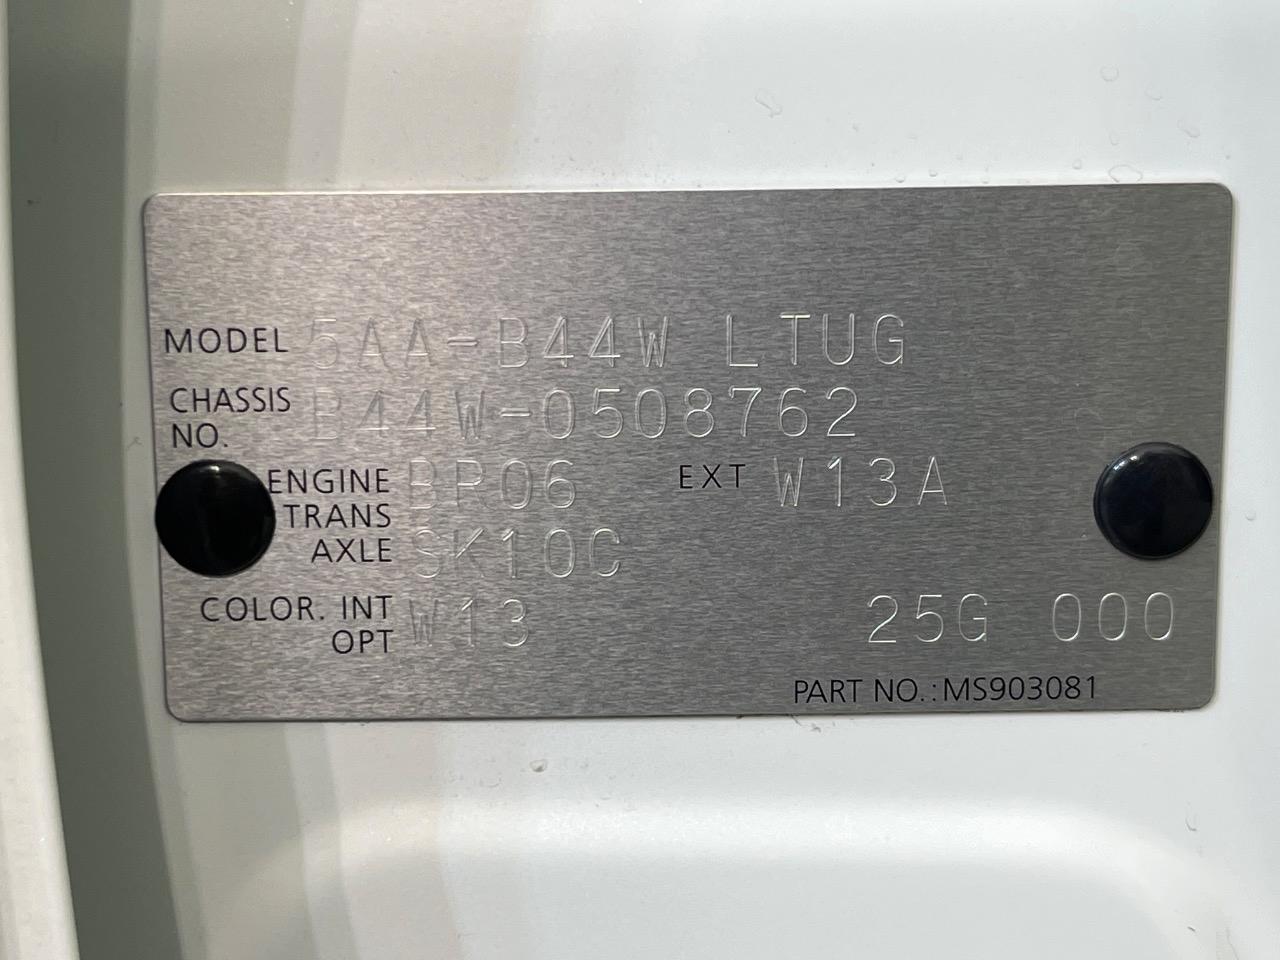 MODEL 5AA-B44W LTUG
CHASSIS NO. B44W-0508762
ENGINE BR06 EXT W13A
TRANS AXLE SK10C
COLOR. INT OPT W13 25G 000
PART NO.:MS903081